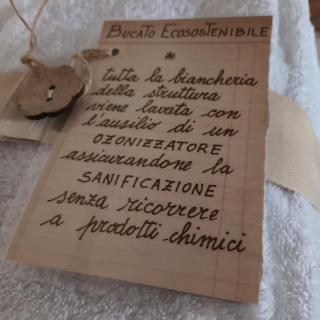 BUCATO ECOSOSTENIBILE
*
tutta la biancheria
della struttura
viene lavata con
l'ausilio di un
OZONIZZATORE
assicurandone la
SANIFICAZIONE
senza ricorrere
a prodotti chimici